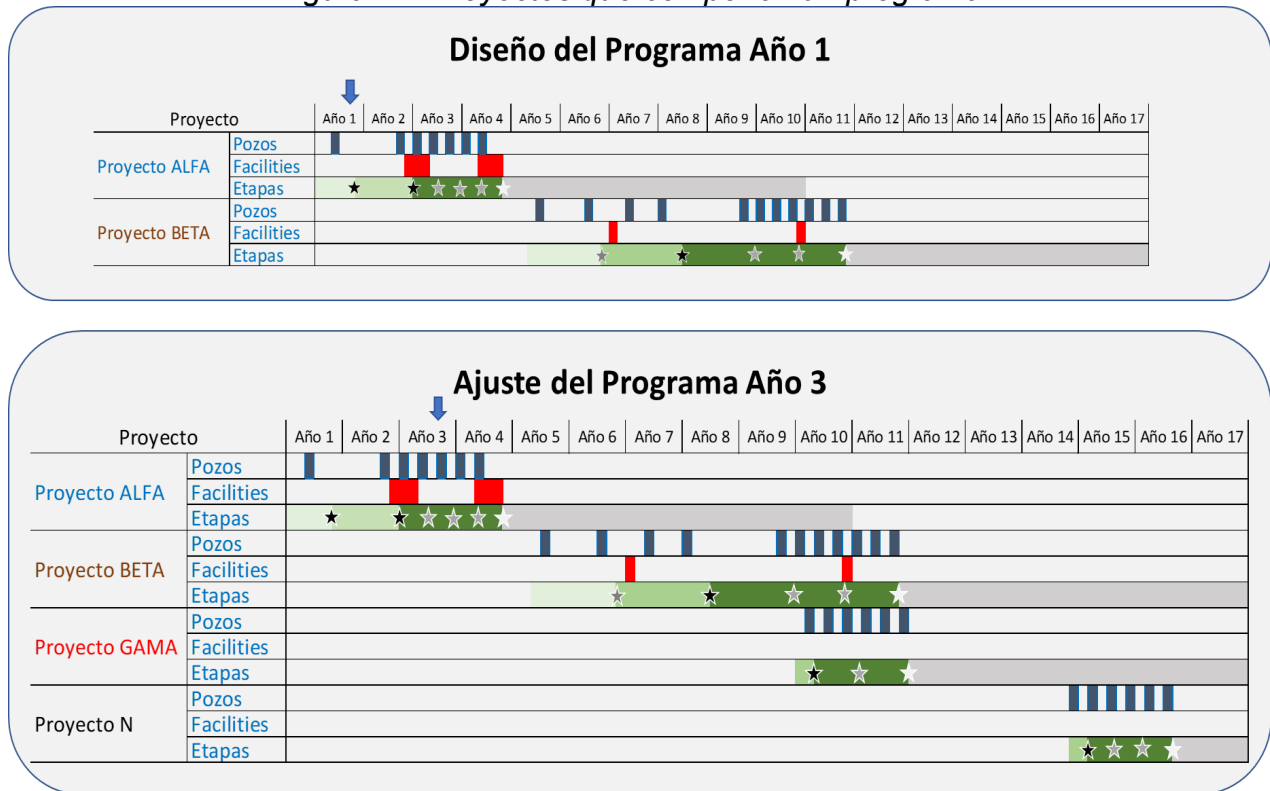 Diseño del Programa Año 1
Proyecto Año 1 Año 2 Año 3 Año 4 Año 5 Año 6 Año 7 Año 8 Año 9 Año 10 Año 11 Año 12 Año 13 Año 14 Año 15 Año 16 Año 17
Proyecto ALFA
Pozos
Facilities
Etapas
Proyecto BETA
Pozos
Facilities
Etapas
Ajuste del Programa Año 3
Proyecto Año 1 Año 2 Año 3 Año 4 Año 5 Año 6 Año 7 Año 8 Año 9 Año 10 Año 11 Año 12 Año 13 Año 14 Año 15 Año 16 Año 17
Proyecto ALFA
Pozos
Facilities
Etapas
Proyecto BETA
Pozos
Facilities
Etapas
Proyecto GAMA
Pozos
Facilities
Etapas
Proyecto N
Pozos
Facilities
Etapas